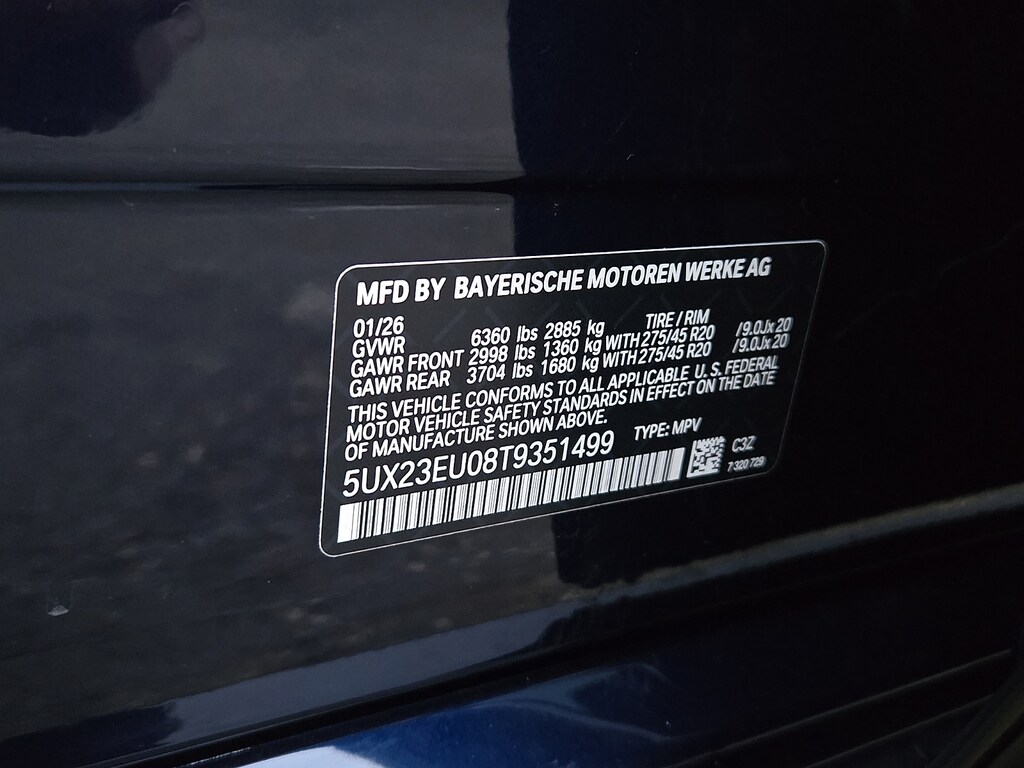 MFD BY BAYERISCHE MOTOREN WERKE AG
01/26 TIRE / RIM
GVWR 6360 lbs 2885 kg
GAWR FRONT 2998 lbs 1360 kg WITH 275/45 R20 /9.0Jx20
GAWR REAR 3704 lbs 1680 kg WITH 275/45 R20 /9.0Jx20
THIS VEHICLE CONFORMS TO ALL APPLICABLE U.S. FEDERAL
MOTOR VEHICLE SAFETY STANDARDS IN EFFECT ON THE DATE
OF MANUFACTURE SHOWN ABOVE.
5UX23EU08T9351499 TYPE: MPV
C3Z
7 320 729